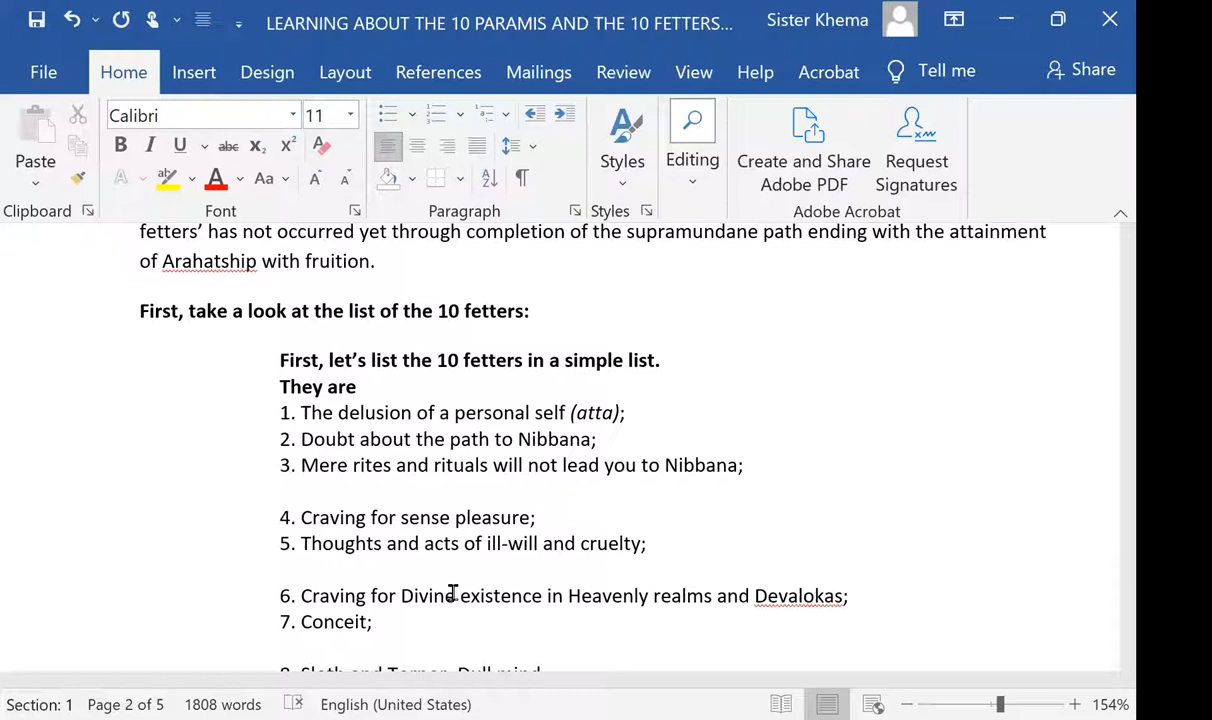 LEARNING ABOUT THE 10 PARAMIS AND THE 10 FETTERS... Sister Khema
File Home Insert Design Layout References Mailings Review View Help Acrobat Tell me Share
Calibri 11
Paste
Styles
Editing
Create and Share Adobe PDF
Request Signatures
Clipboard Font Paragraph Styles Adobe Acrobat
fetters’ has not occurred yet through completion of the supramundane path ending with the attainment
of Arahatship with fruition.
First, take a look at the list of the 10 fetters:
First, let’s list the 10 fetters in a simple list.
They are
1. The delusion of a personal self (atta);
2. Doubt about the path to Nibbana;
3. Mere rites and rituals will not lead you to Nibbana;
4. Craving for sense pleasure;
5. Thoughts and acts of ill-will and cruelty;
6. Craving for Divine existence in Heavenly realms and Devalokas;
7. Conceit;
8. Sloth and Torpor, Dull mind
Section: 1 Page 2 of 5 1808 words English (United States) 154%